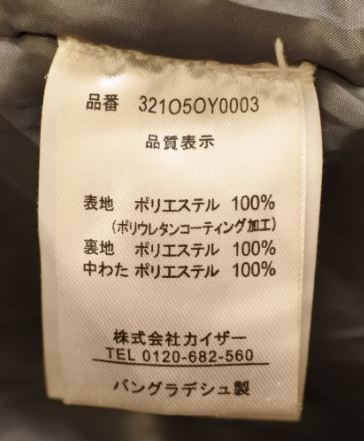 品番 321O5OY0003
品質表示
表地 ポリエステル 100%
(ポリウレタンコーティング加工)
裏地 ポリエステル 100%
中わた ポリエステル 100%
株式会社カイザー
TEL 0120-682-560
バングラデシュ製